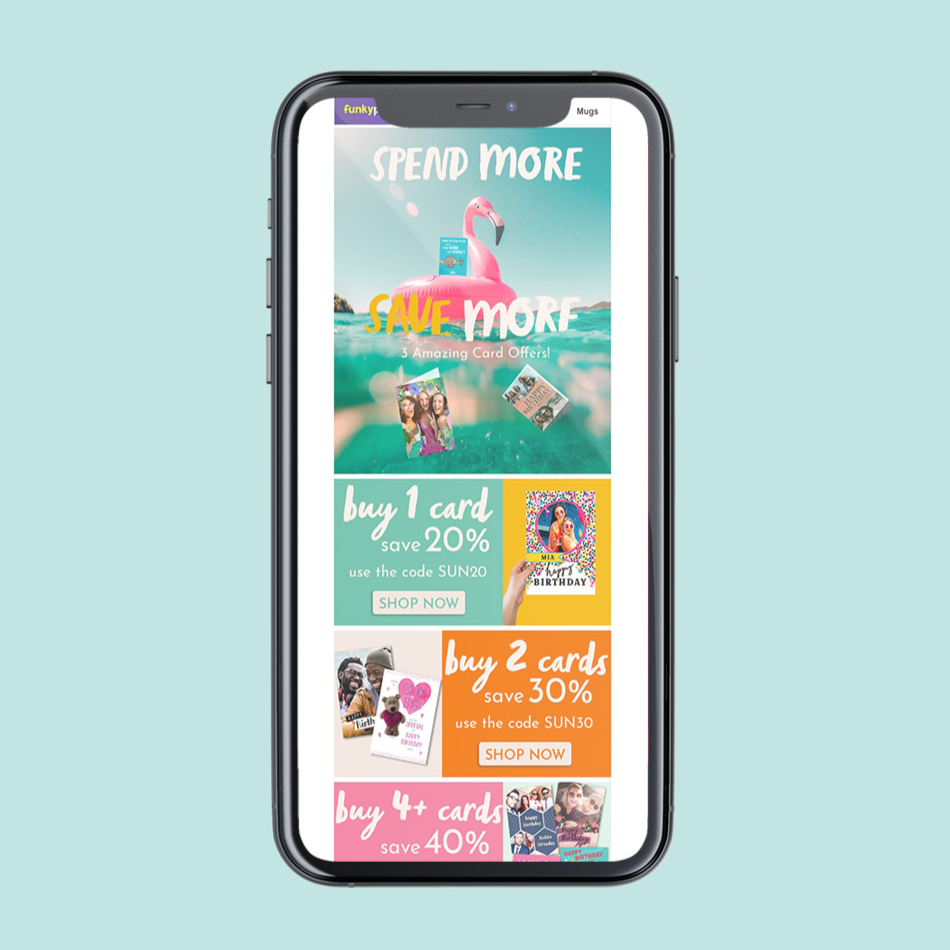 funkyp
Mugs
SPEND MORE
SAVE MORE
3 Amazing Card Offers!
buy 1 card
save 20%
use the code SUN20
SHOP NOW
MIA
happy
BIRTHDAY
buy 2 cards
save 30%
use the code SUN30
SHOP NOW
buy 4+ cards
save 40%
HAPPY
BIRTHDAY